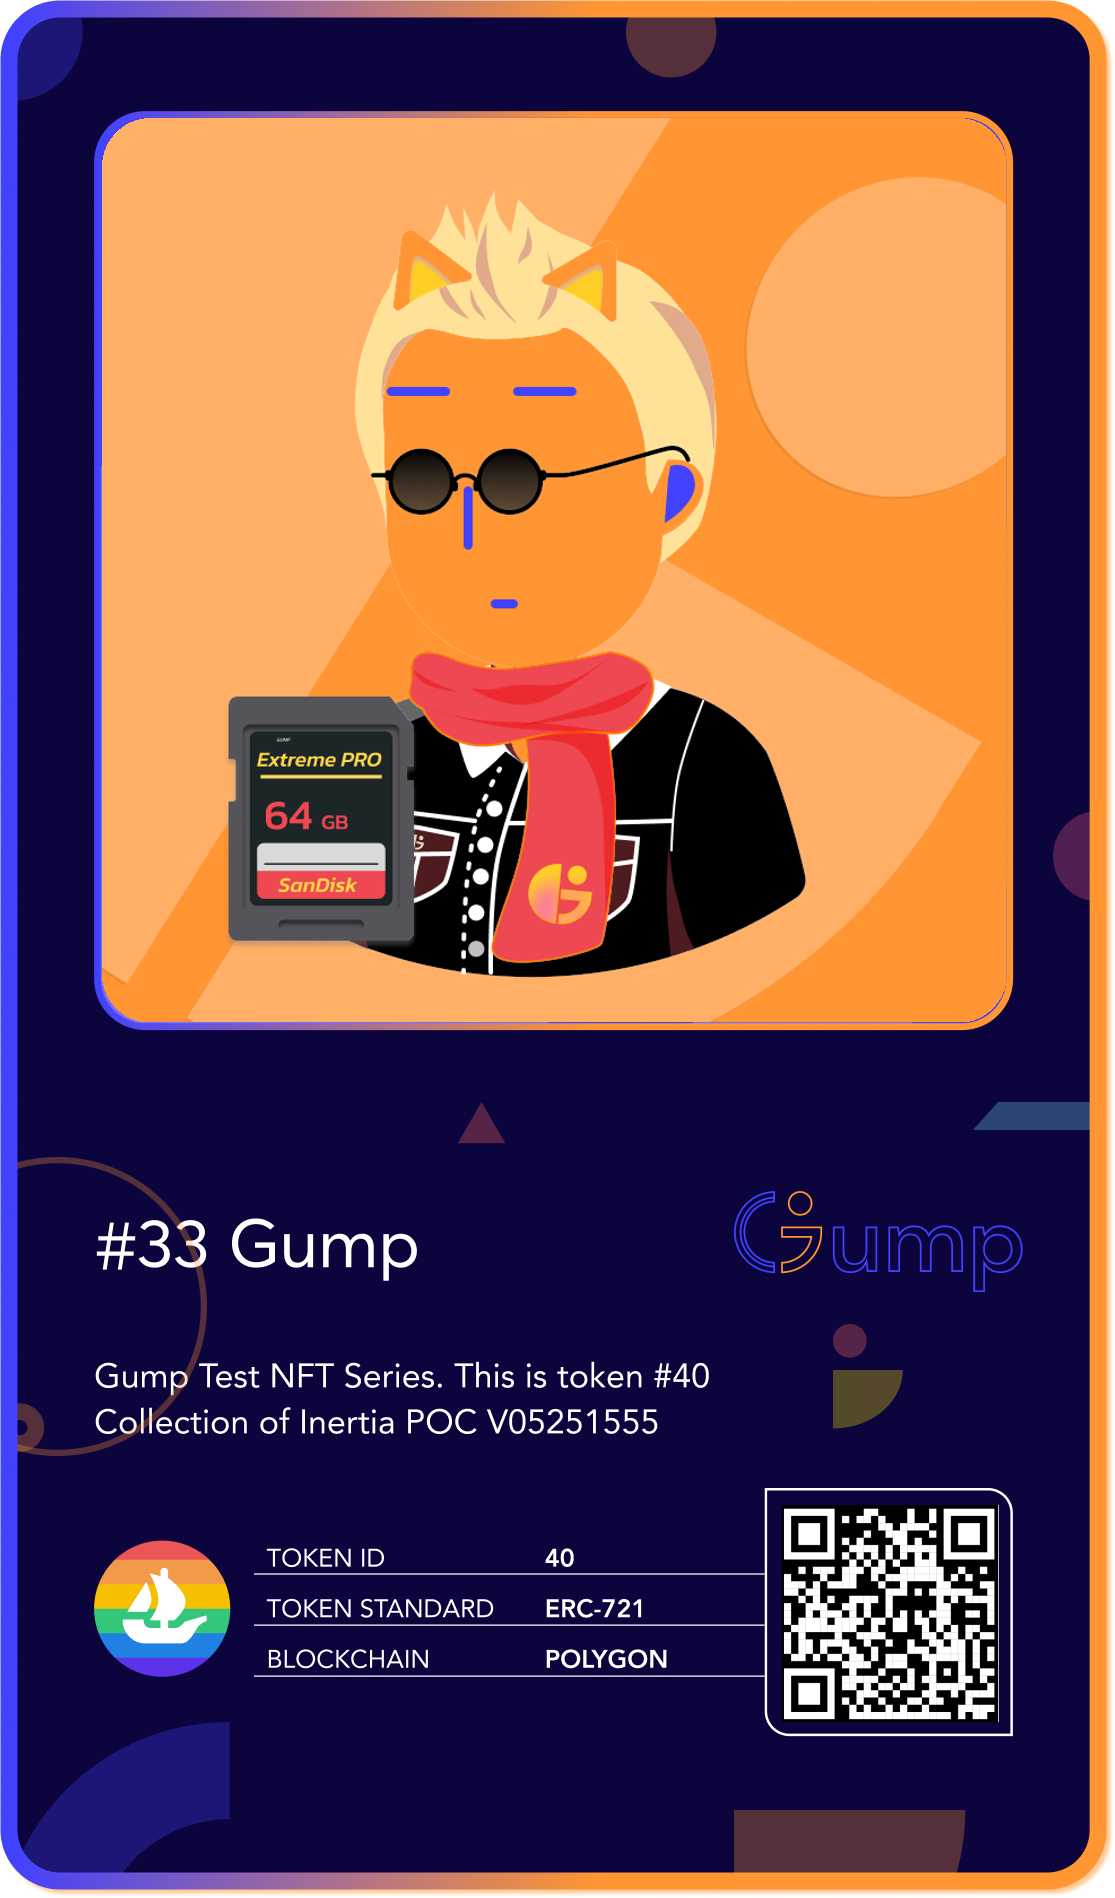 GUMP
Extreme PRO
64 GB
SanDisk
#33 Gump
Gump
Gump Test NFT Series. This is token #40
Collection of Inertia POC V05251555
TOKEN ID 40
TOKEN STANDARD ERC-721
BLOCKCHAIN POLYGON